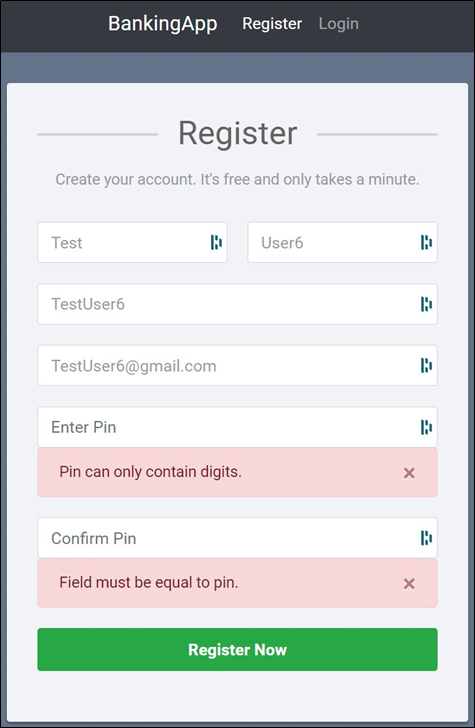 BankingApp Register Login
Register
Create your account. It's free and only takes a minute.
Test User6
TestUser6
TestUser6@gmail.com
Enter Pin
Pin can only contain digits. ×
Confirm Pin
Field must be equal to pin. ×
Register Now